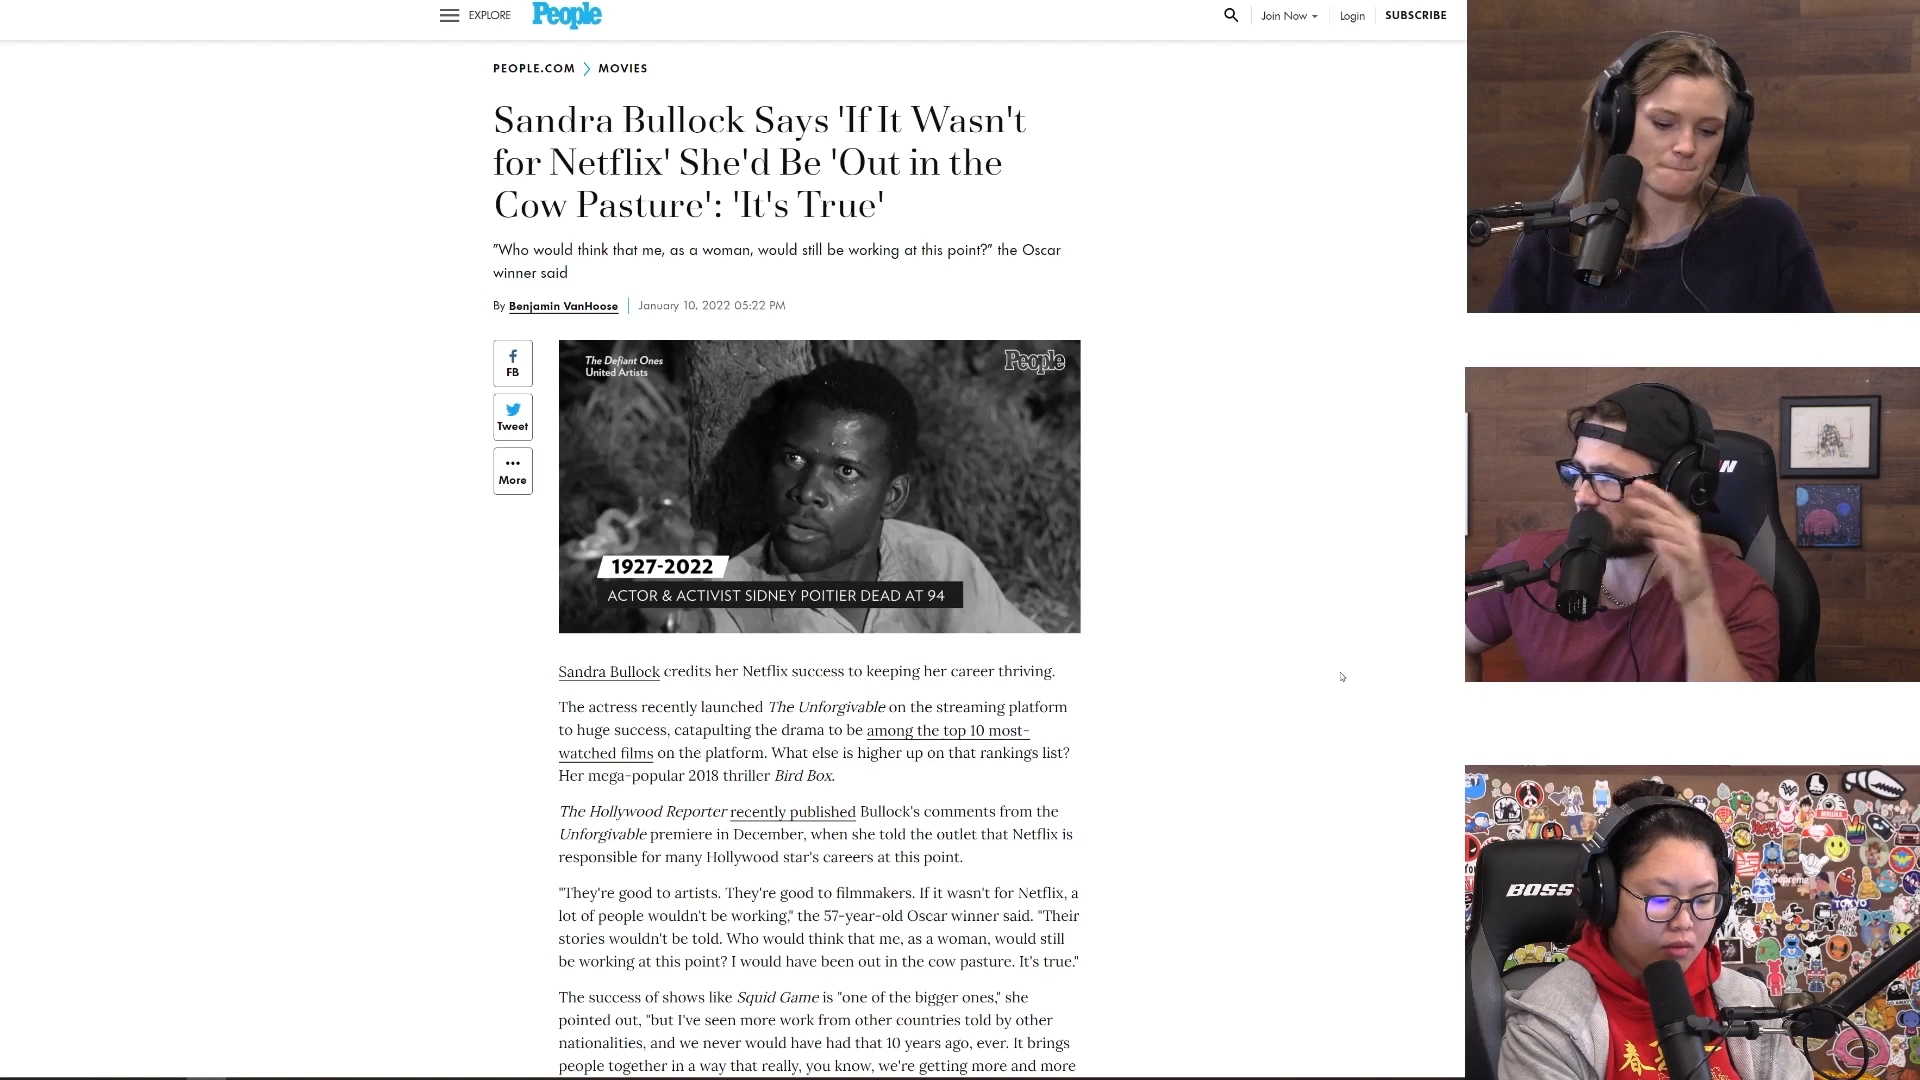 EXPLORE
People
Join Now
Login
SUBSCRIBE
PEOPLE.COM
MOVIES
Sandra Bullock Says 'If It Wasn't
for Netflix' She'd Be 'Out in the
Cow Pasture': 'It's True'
"Who would think that me, as a woman, would still be working at this point?" the Oscar
winner said
By Benjamin VanHoose
January 10, 2022 05:22 PM
FB
Tweet
More
The Defiant Ones
United Artists
People
1927-2022
ACTOR & ACTIVIST SIDNEY POITIER DEAD AT 94
Sandra Bullock credits her Netflix success to keeping her career thriving.
The actress recently launched The Unforgivable on the streaming platform
to huge success, catapulting the drama to be among the top 10 most-
watched films on the platform. What else is higher up on that rankings list?
Her mega-popular 2018 thriller Bird Box.
The Hollywood Reporter recently published Bullock's comments from the
Unforgivable premiere in December, when she told the outlet that Netflix is
responsible for many Hollywood star's careers at this point.
"They're good to artists. They're good to filmmakers. If it wasn't for Netflix, a
lot of people wouldn't be working," the 57-year-old Oscar winner said. "Their
stories wouldn't be told. Who would think that me, as a woman, would still
be working at this point? I would have been out in the cow pasture. It's true."
The success of shows like Squid Game is "one of the bigger ones," she
pointed out, "but I've seen more work from other countries told by other
nationalities, and we never would have had that 10 years ago, ever. It brings
people together in a way that really, you know, we're getting more and more
N
BOSS
Supreme
TOKYO
春